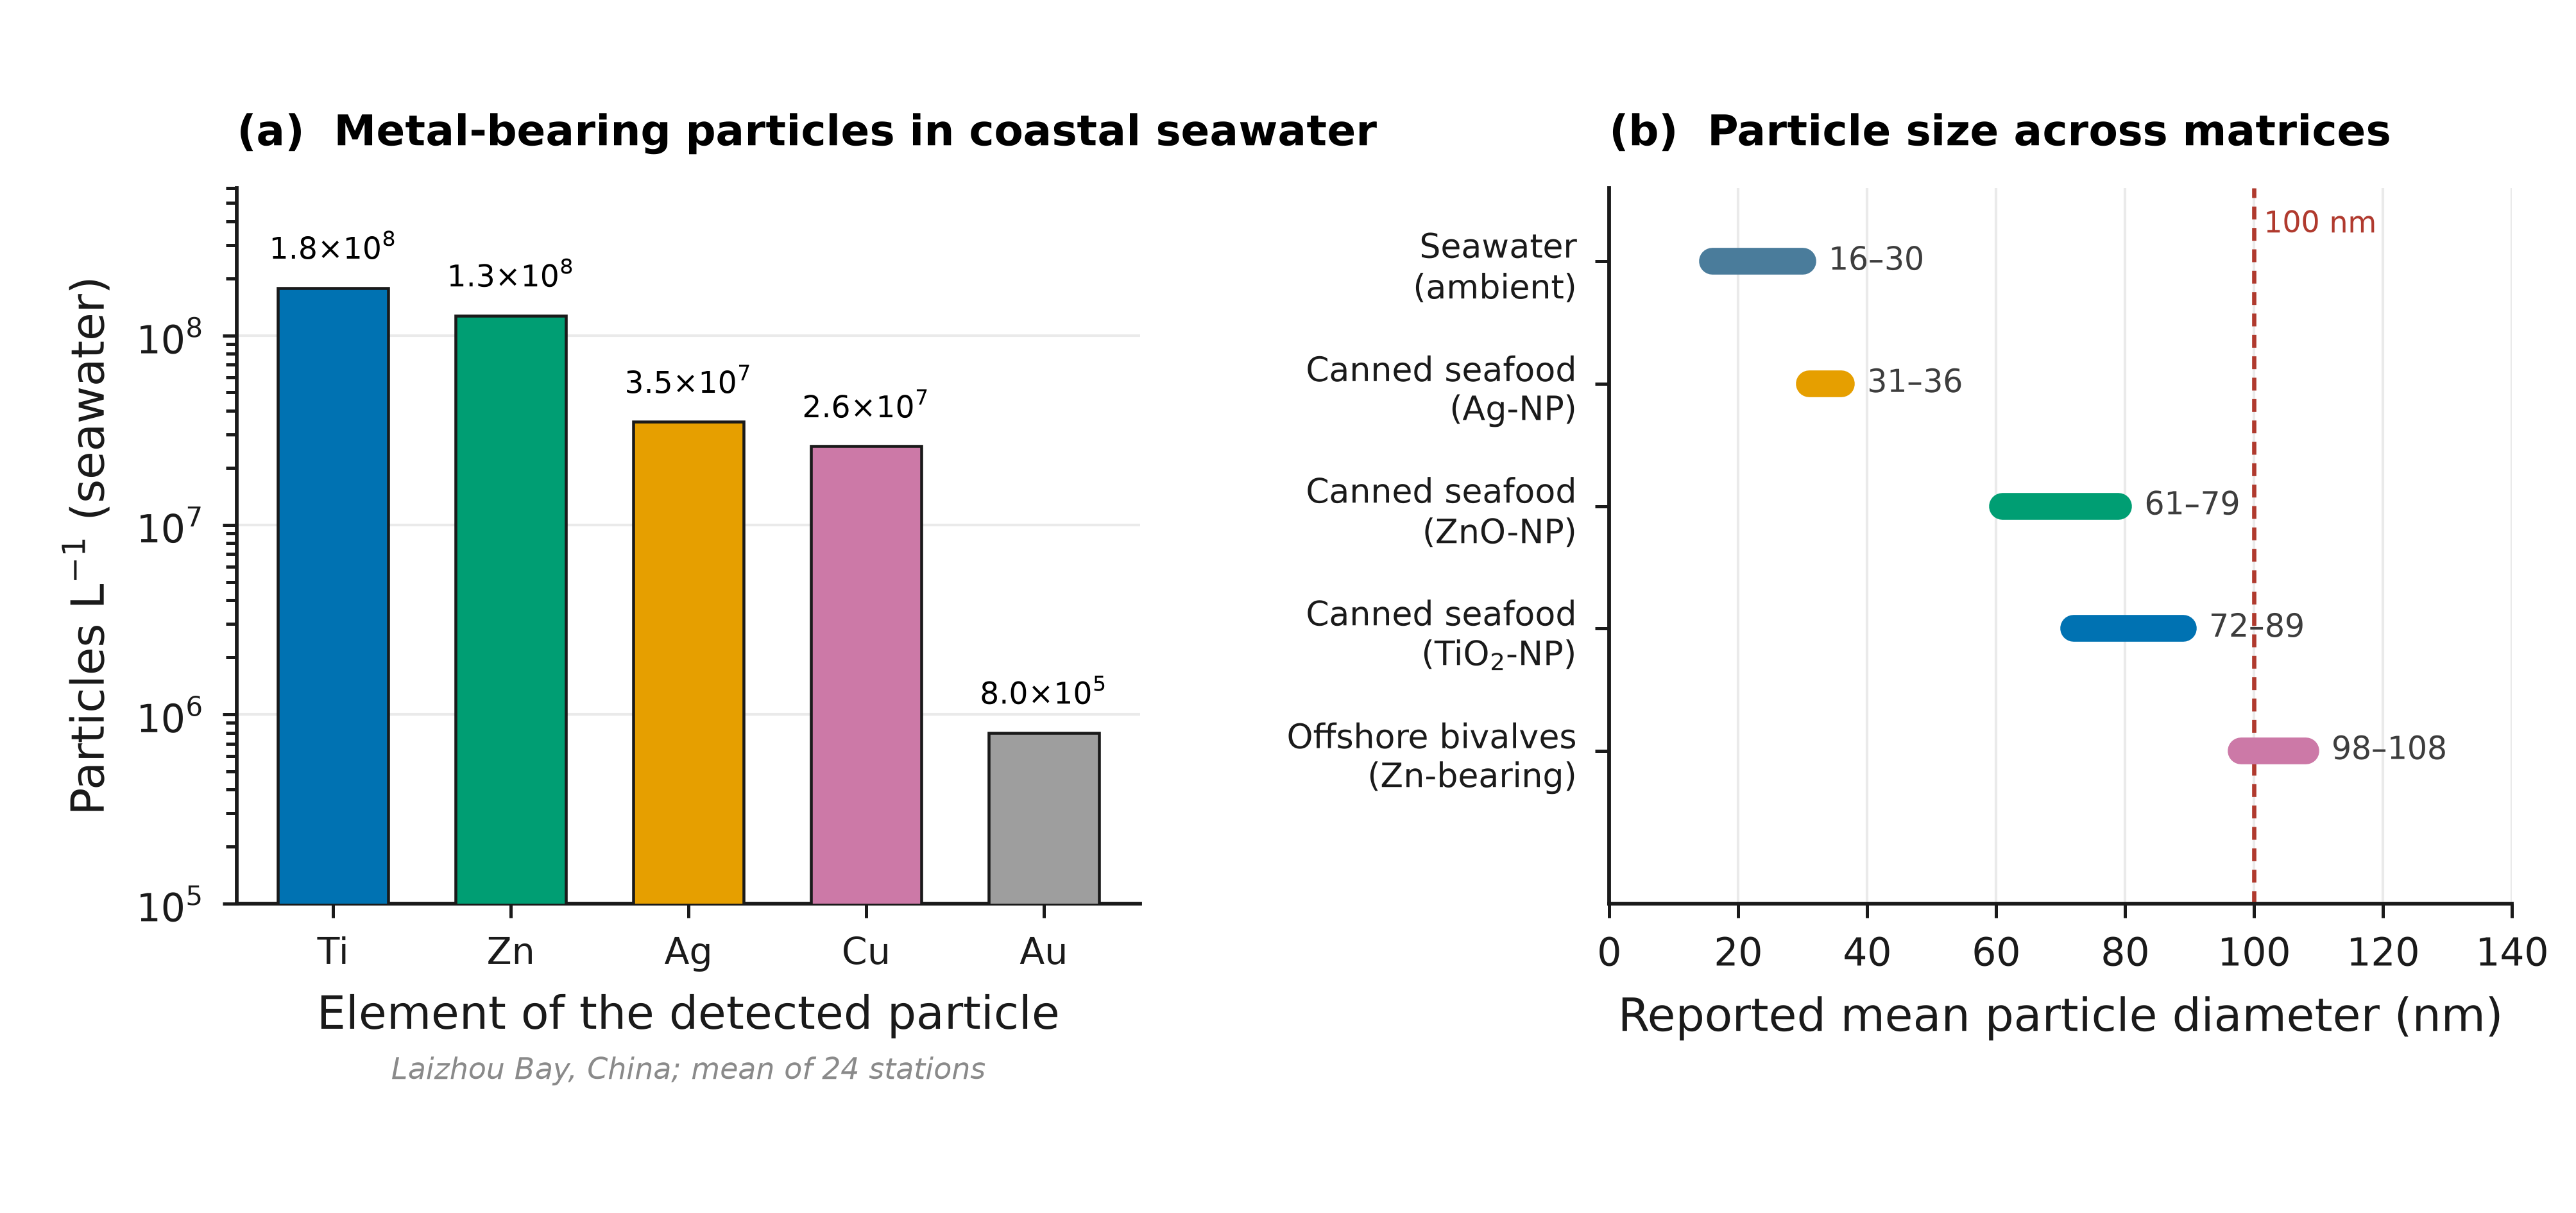 (a) Metal-bearing particles in coastal seawater
Particles L⁻¹ (seawater)
10⁸
10⁷
10⁶
10⁵
1.8×10⁸
1.3×10⁸
3.5×10⁷
2.6×10⁷
8.0×10⁵
Ti Zn Ag Cu Au
Element of the detected particle
Laizhou Bay, China; mean of 24 stations
(b) Particle size across matrices
100 nm
Seawater
(ambient)
16–30
Canned seafood
(Ag-NP)
31–36
Canned seafood
(ZnO-NP)
61–79
Canned seafood
(TiO₂-NP)
72–89
Offshore bivalves
(Zn-bearing)
98–108
0 20 40 60 80 100 120 140
Reported mean particle diameter (nm)